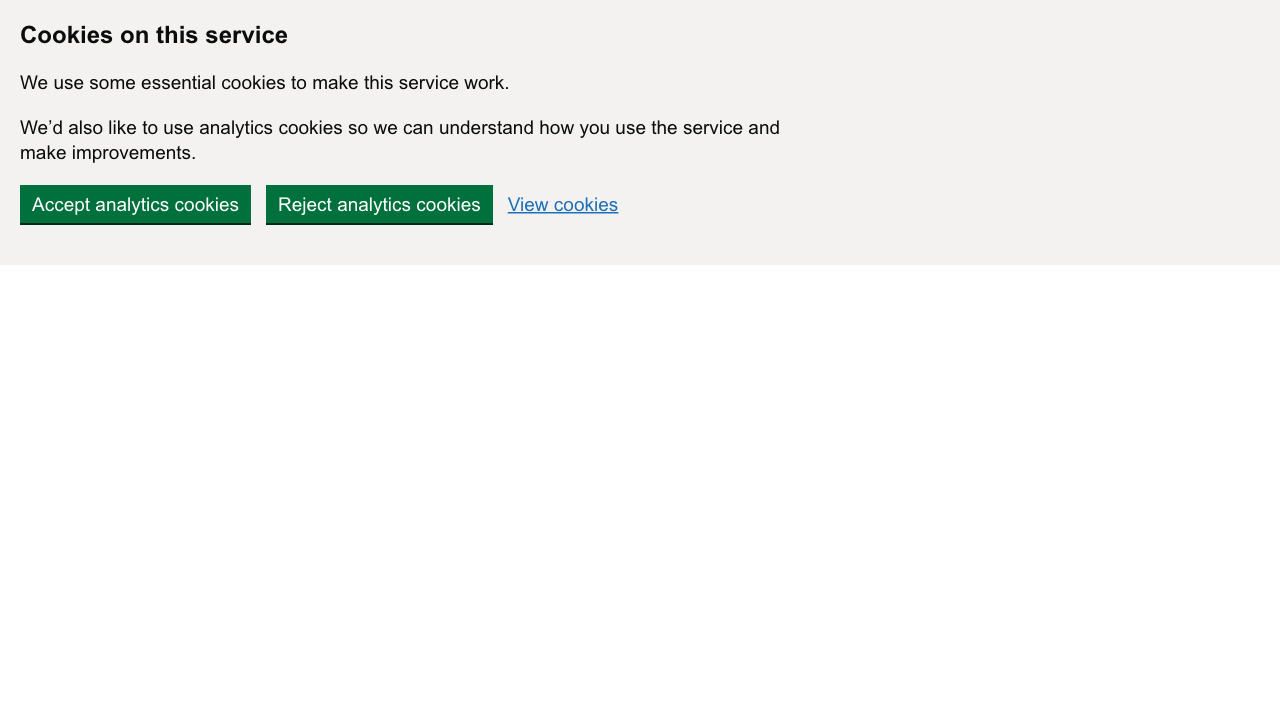 Cookies on this service
We use some essential cookies to make this service work.
We’d also like to use analytics cookies so we can understand how you use the service and
make improvements.
Accept analytics cookies
Reject analytics cookies
View cookies